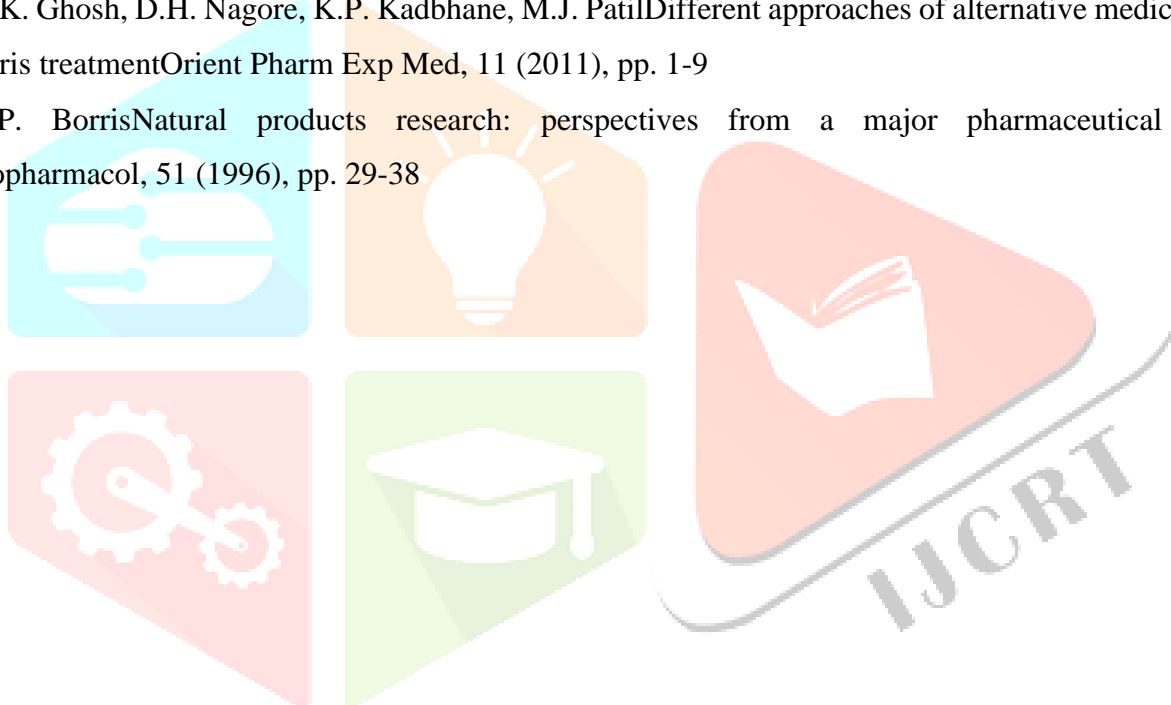 K. Ghosh, D.H. Nagore, K.P. Kadbhane, M.J. PatilDifferent approaches of alternative medic
ris treatmentOrient Pharm Exp Med, 11 (2011), pp. 1-9
P. BorrisNatural products research: perspectives from a major pharmaceutical
opharmacol, 51 (1996), pp. 29-38
IJCRT